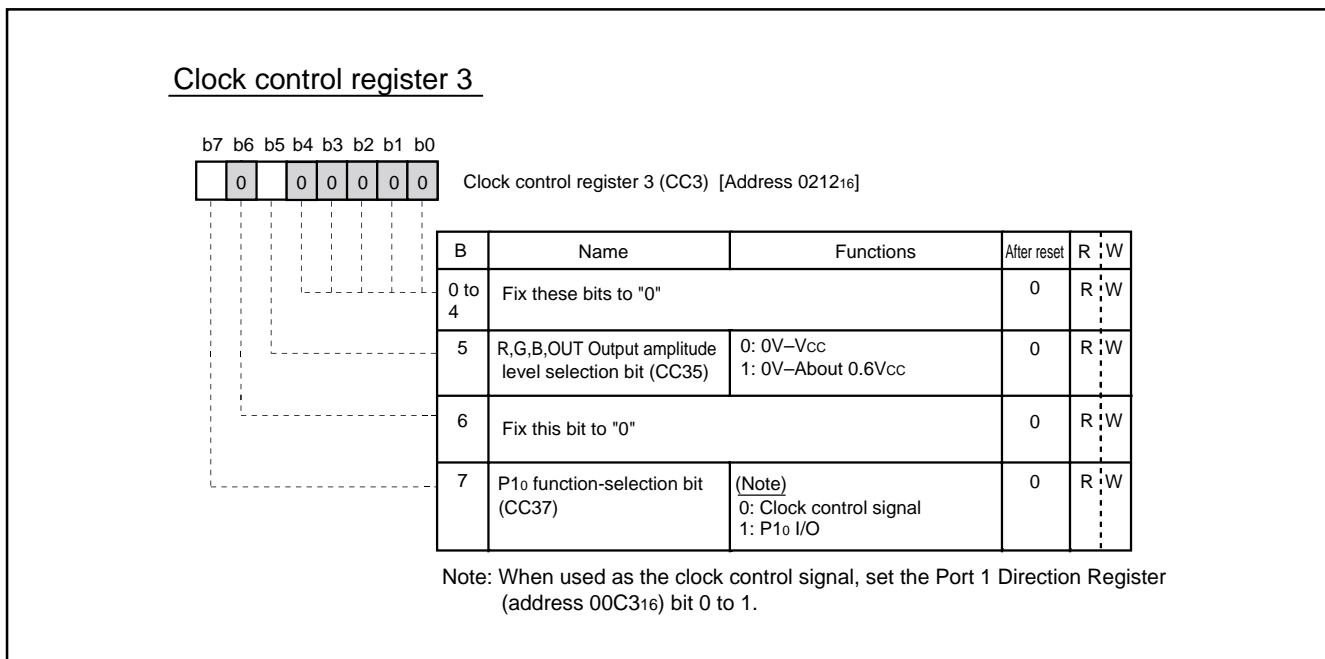 Clock control register 3
b7 b6 b5 b4 b3 b2 b1 b0
0 0 0 0 0 0
Clock control register 3 (CC3) [Address 021216]
B Name Functions After reset R W
0 to 4 Fix these bits to "0" 0 R W
5 R,G,B,OUT Output amplitude level selection bit (CC35) 0: 0V–VCC 1: 0V–About 0.6VCC 0 R W
6 Fix this bit to "0" 0 R W
7 P10 function-selection bit (CC37) (Note) 0: Clock control signal 1: P10 I/O 0 R W
Note: When used as the clock control signal, set the Port 1 Direction Register
(address 00C316) bit 0 to 1.